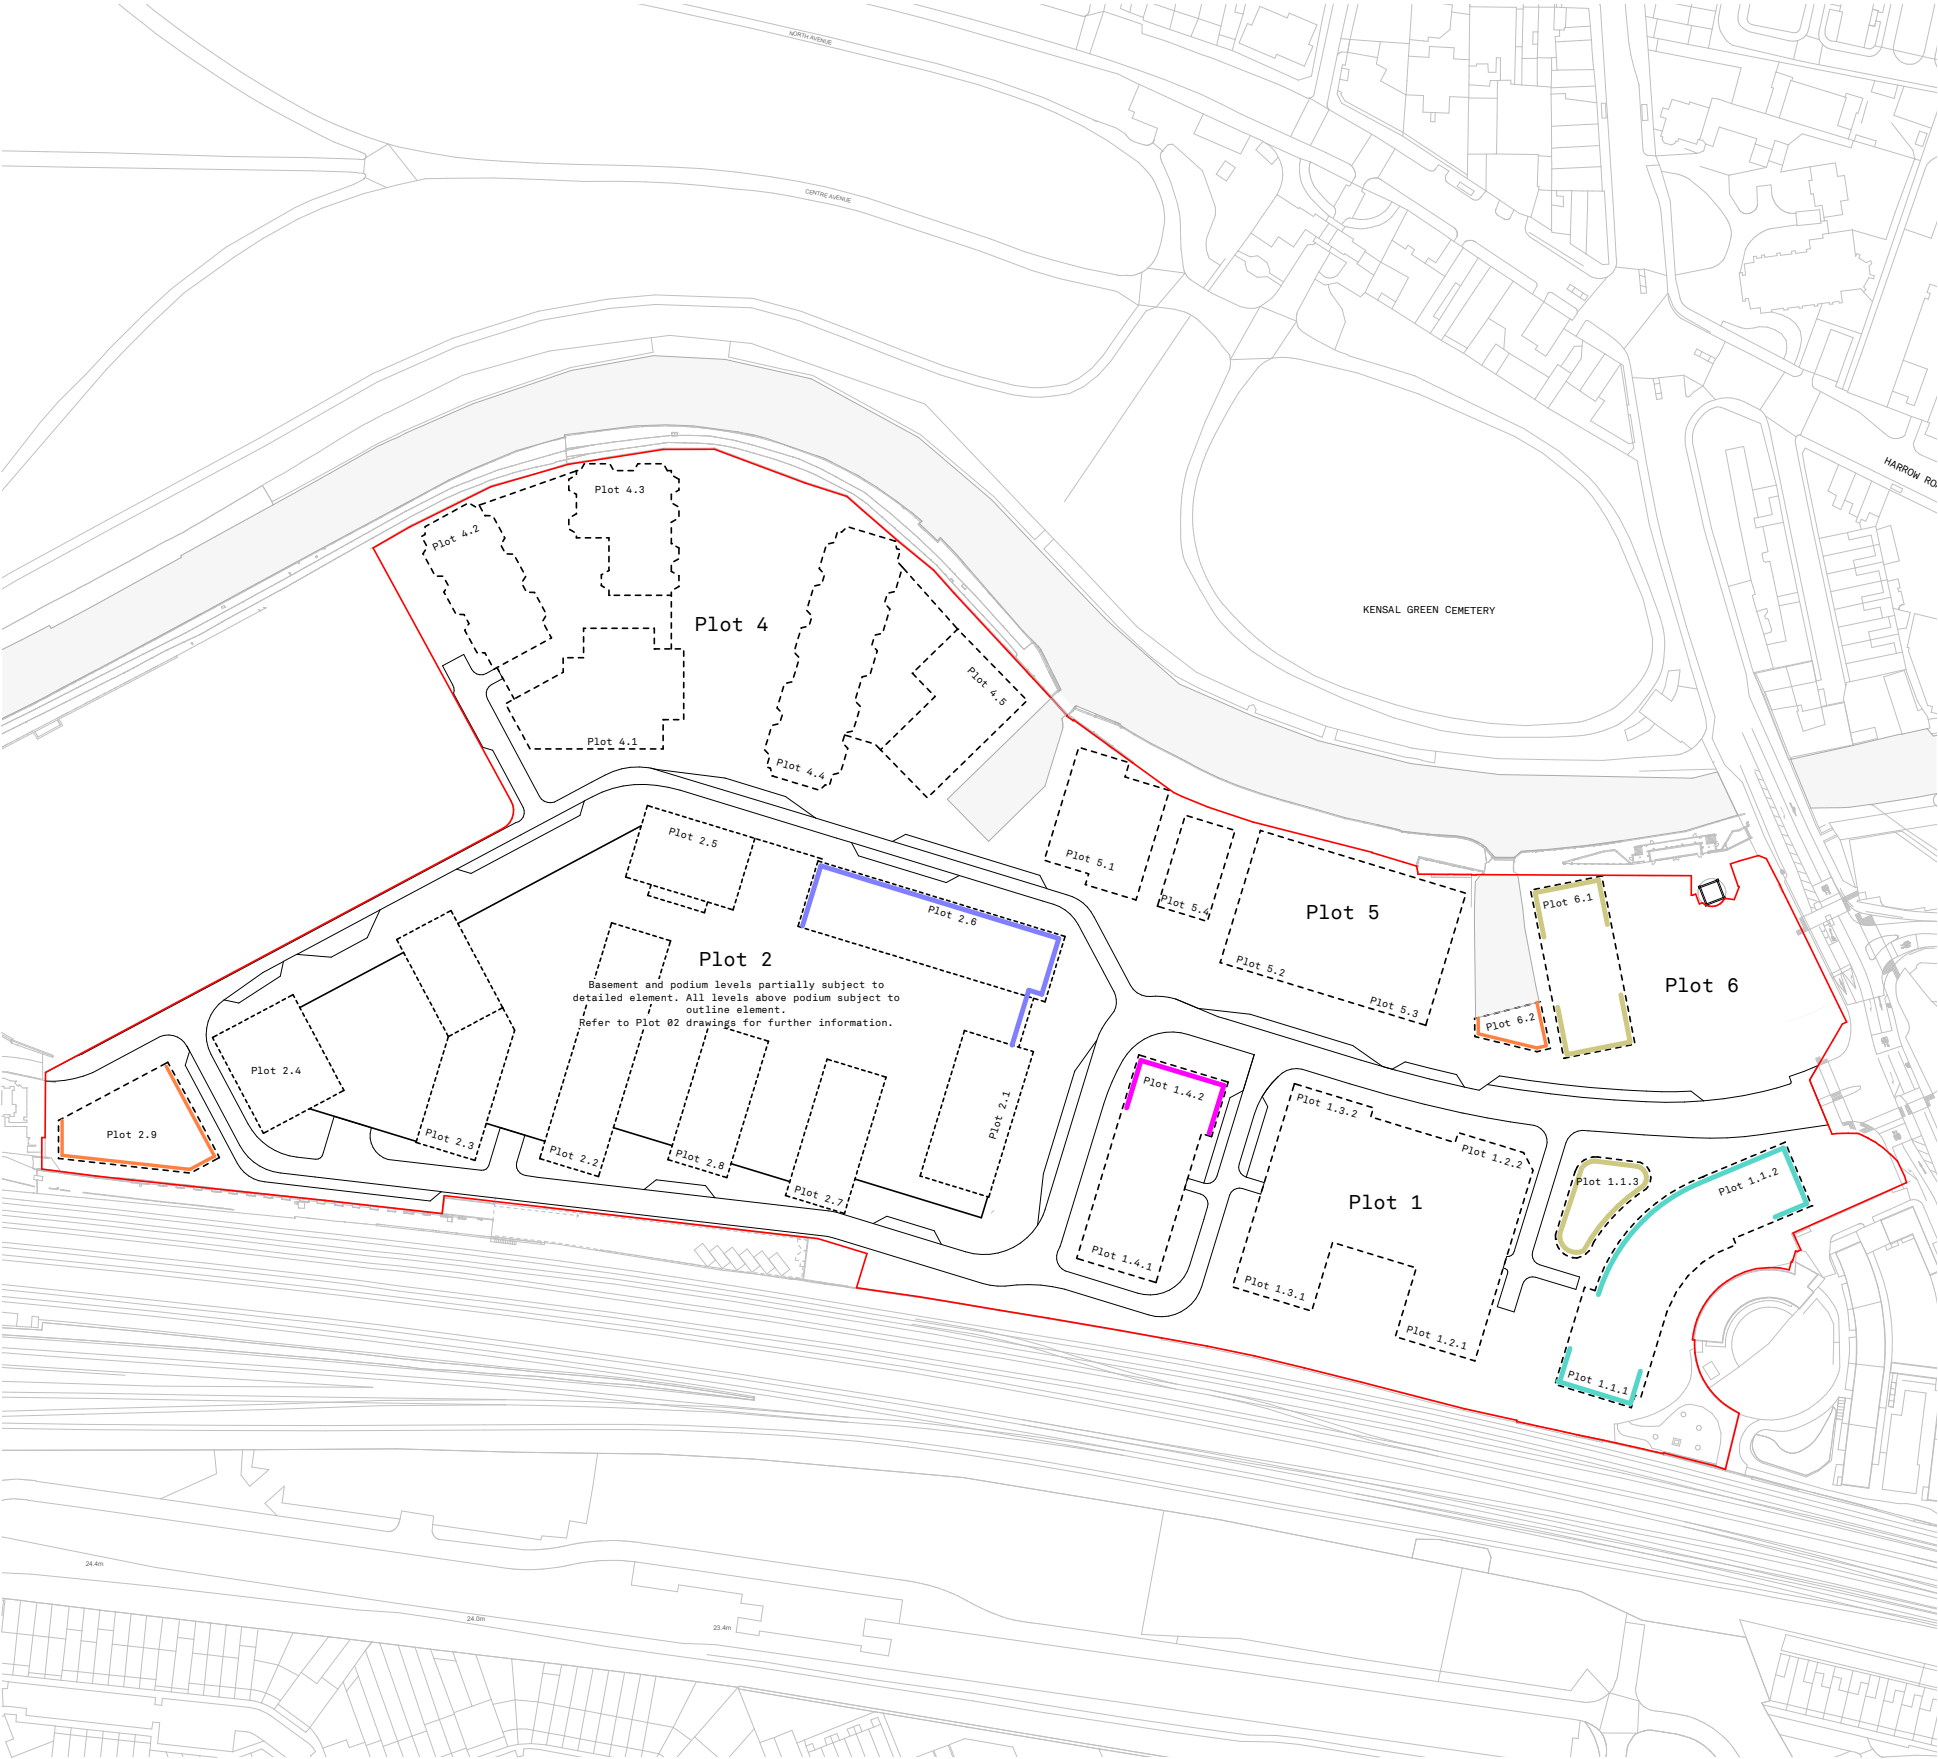 NORTH AVENUE
CENTRE AVENUE
HARROW RO
Plot 4.3
Plot 4.2
KENSAL GREEN CEMETERY
Plot 4
Plot 4.5
Plot 4.1
Plot 4.4
Plot 2.5
Plot 5.1
Plot 5.4
Plot 6.1
Plot 5
Plot 2.6
Plot 2
Plot 5.2
Plot 6
Basement and podium levels partially subject to
detailed element. All levels above podium subject to
outline element.
Refer to Plot 02 drawings for further information.
Plot 5.3
Plot 6.2
Plot 2.4
Plot 1.4.2
Plot 1.3.2
Plot 2.1
Plot 2.9
Plot 2.3
Plot 2.2
Plot 2.8
Plot 1.2.2
Plot 1.1.3
Plot 1.1.2
Plot 2.7
Plot 1
Plot 1.4.1
Plot 1.3.1
Plot 1.2.1
Plot 1.1.1
24.4m
24.0m
23.4m